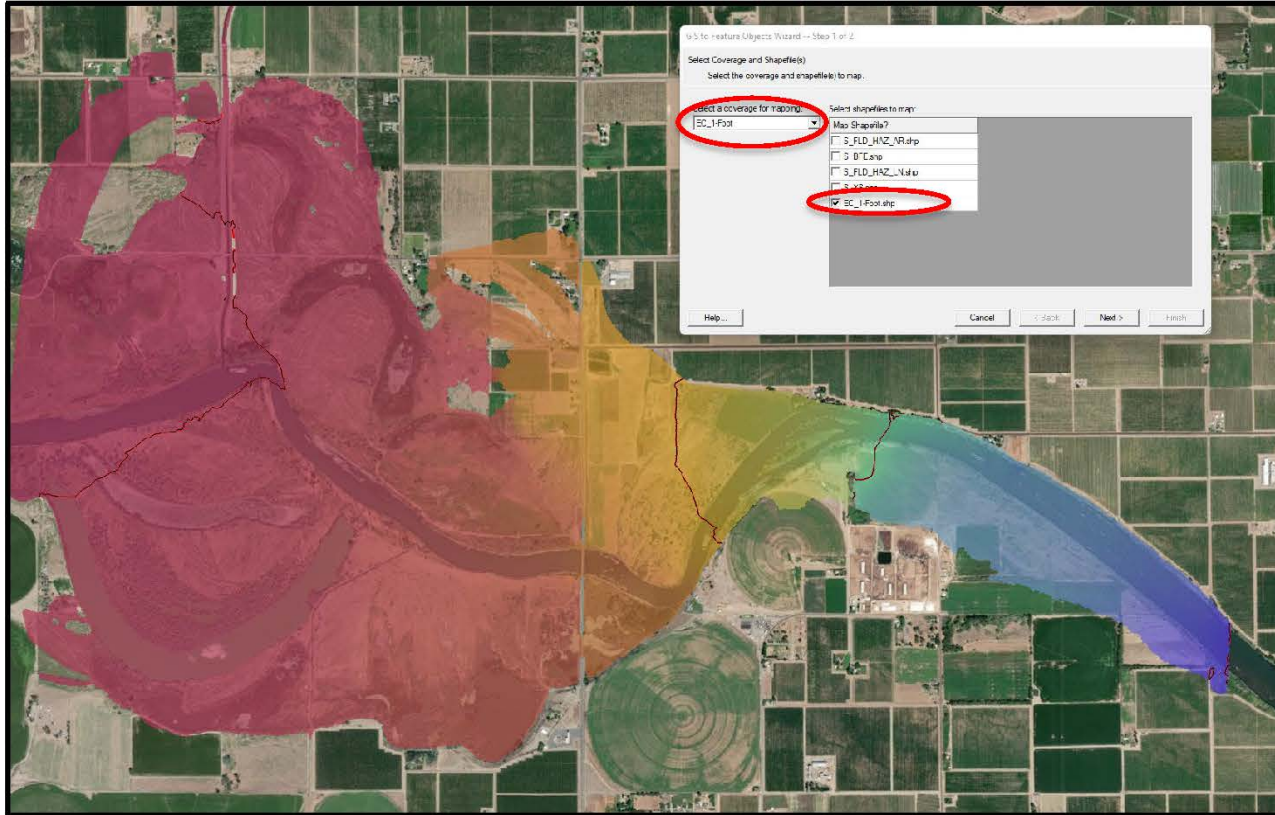 GIS to Feature Objects Wizard -- Step 1 of 2
Select Coverage and Shapefile(s)
Select the coverage and shapefile(s) to map.
Select a coverage for mapping:
EC_1-Foot
Select shapefiles to map:
Map Shapefile?
S_FLD_HAZ_AR.shp
S_BFE.shp
S_FLD_HAZ_LN.shp
EC_1-Foot.shp
Help...
Cancel
< Back
Next >
Finish